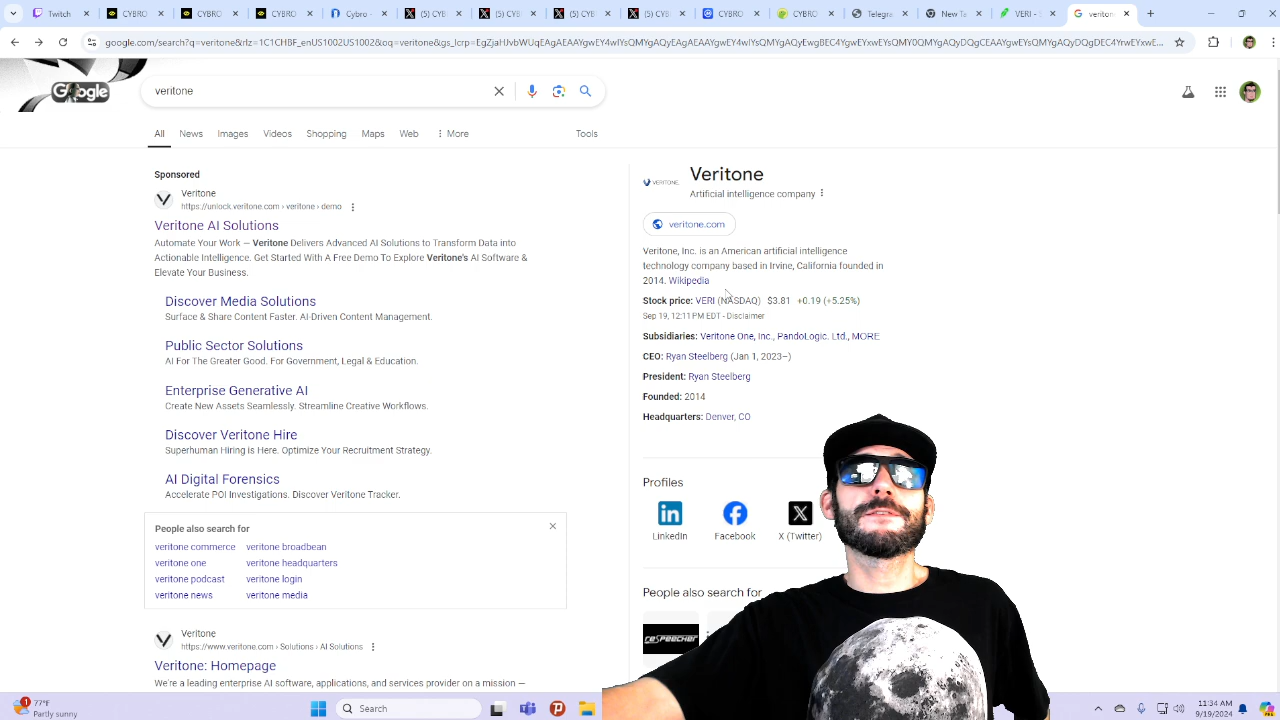 Twitch
CYBRO
CYBRO
CYBRO
Cybro
(5) CY
(5) CYB
(5) CYB
(5) CYB
CYB
Telegra
New Ta
VERI -
veriton
google.com/search?q=veritone&rlz=1C1CHBF_enUS1002US1002&oq=veritone&gs_lcrp=
Google
veritone
All
News
Images
Videos
Shopping
Maps
Web
More
Tools
Sponsored
Veritone
https://unlock.veritone.com › veritone › demo
Veritone AI Solutions
Automate Your Work — Veritone Delivers Advanced AI Solutions to Transform Data into
Actionable Intelligence. Get Started With A Free Demo To Explore Veritone's AI Software &
Elevate Your Business.
Discover Media Solutions
Surface & Share Content Faster. AI-Driven Content Management.
Public Sector Solutions
AI For The Greater Good. For Government, Legal & Education.
Enterprise Generative AI
Create New Assets Seamlessly. Streamline Creative Workflows.
Discover Veritone Hire
Superhuman Hiring is Here. Optimize Your Recruitment Strategy.
AI Digital Forensics
Accelerate POI Investigations. Discover Veritone Tracker.
People also search for
veritone commerce veritone broadbean
veritone one veritone headquarters
veritone podcast veritone login
veritone news veritone media
Veritone
https://www.veritone.com › Solutions › AI Solutions
Veritone: Homepage
We're a leading enterprise AI software, applications, and services provider on a mission —
VERITONE.
Veritone
Artificial intelligence company
veritone.com
Veritone, Inc. is an American artificial intelligence
technology company based in Irvine, California founded in
2014. Wikipedia
Stock price: VERI (NASDAQ) $3.81 +0.19 (+5.25%)
Sep 19, 12:11 PM EDT - Disclaimer
Subsidiaries: Veritone One, Inc., PandoLogic. Ltd., MORE
CEO: Ryan Steelberg (Jan 1, 2023–)
President: Ryan Steelberg
Founded: 2014
Headquarters: Denver, CO
Profiles
LinkedIn
Facebook
X (Twitter)
People also search for
reSpeecher
1
77°F
Partly sunny
Search
11:34 AM
9/19/2024